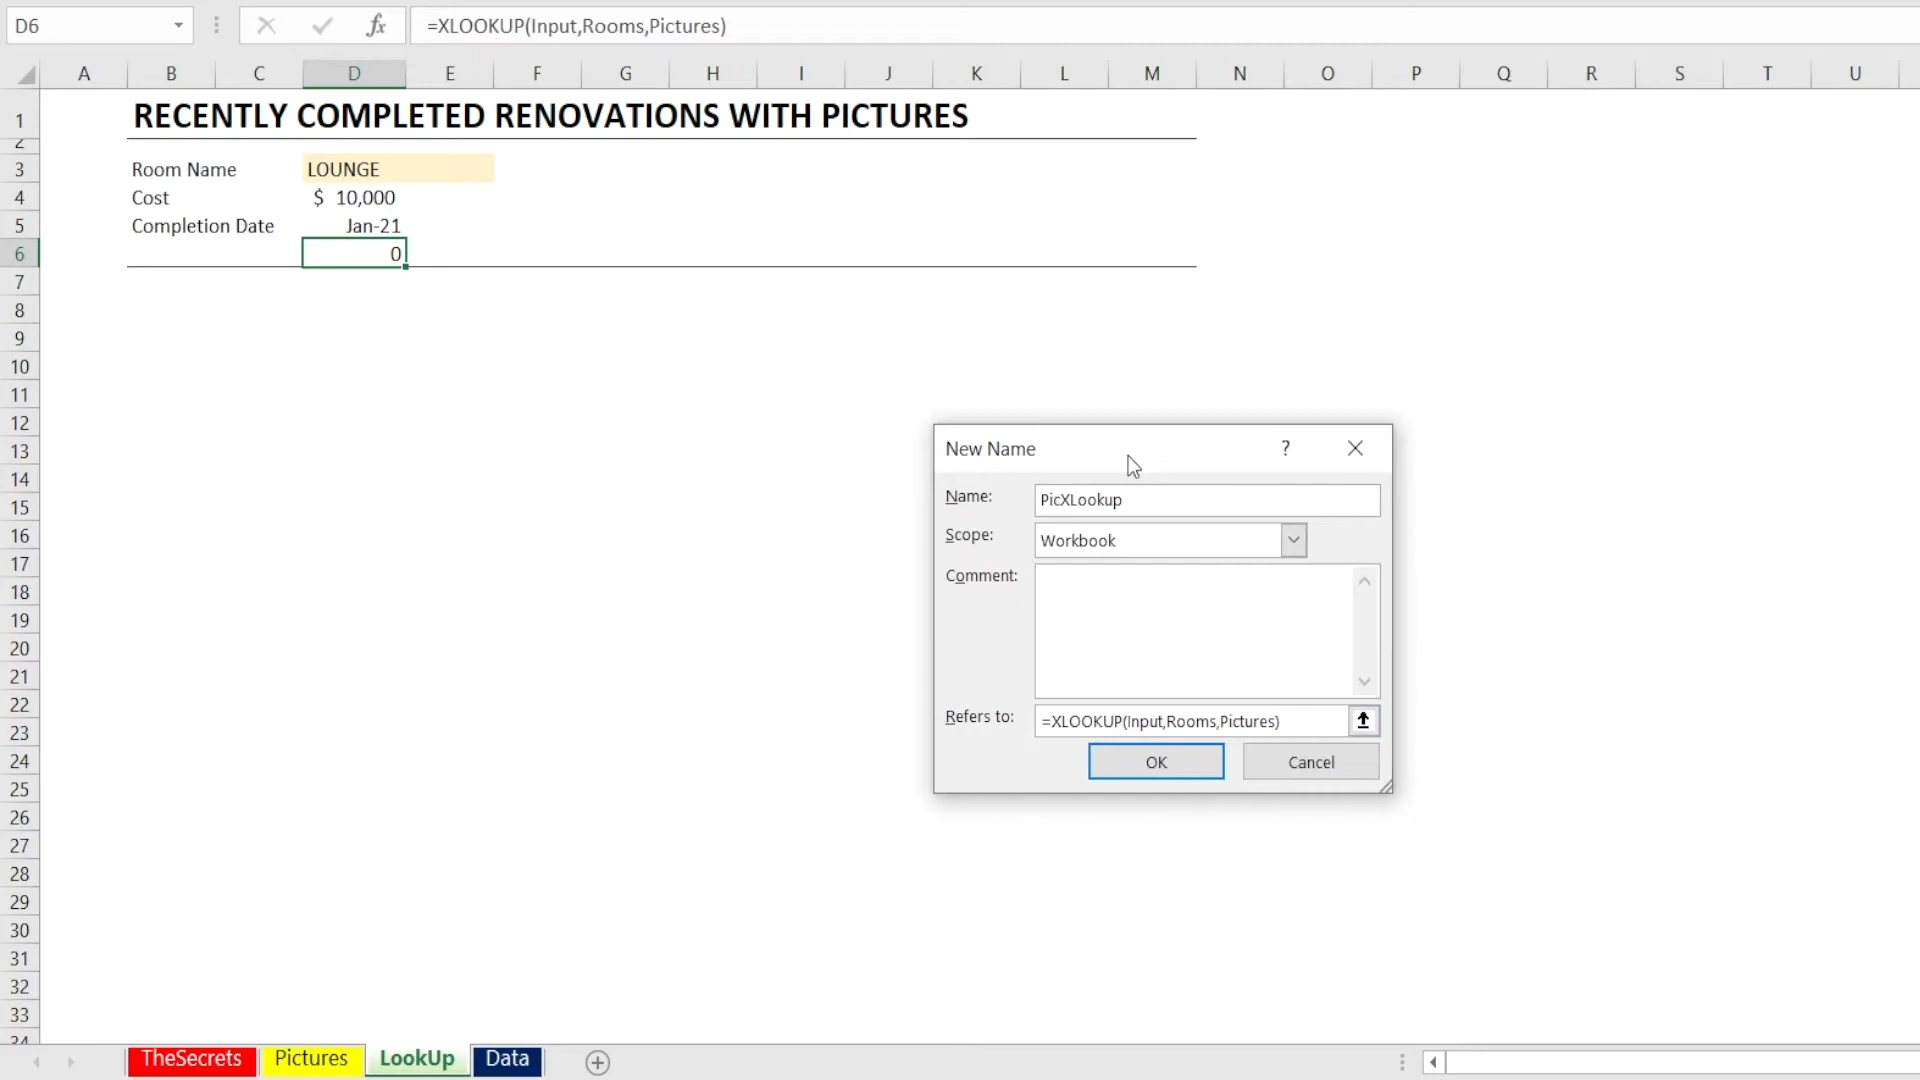 D6
fx
=XLOOKUP(Input,Rooms,Pictures)
A B C D E F G H I J K L M N O P Q R S T U
1 RECENTLY COMPLETED RENOVATIONS WITH PICTURES
2
3 Room Name LOUNGE
4 Cost $ 10,000
5 Completion Date Jan-21
6 0
7
8
9
10
11
12
13
14
15
16
17
18
19
20
21
22
23
24
25
26
27
28
29
30
31
32
33
34
New Name ?
Name: PicXLookup
Scope: Workbook
Comment:
Refers to: =XLOOKUP(Input,Rooms,Pictures)
OK Cancel
TheSecrets Pictures LookUp Data